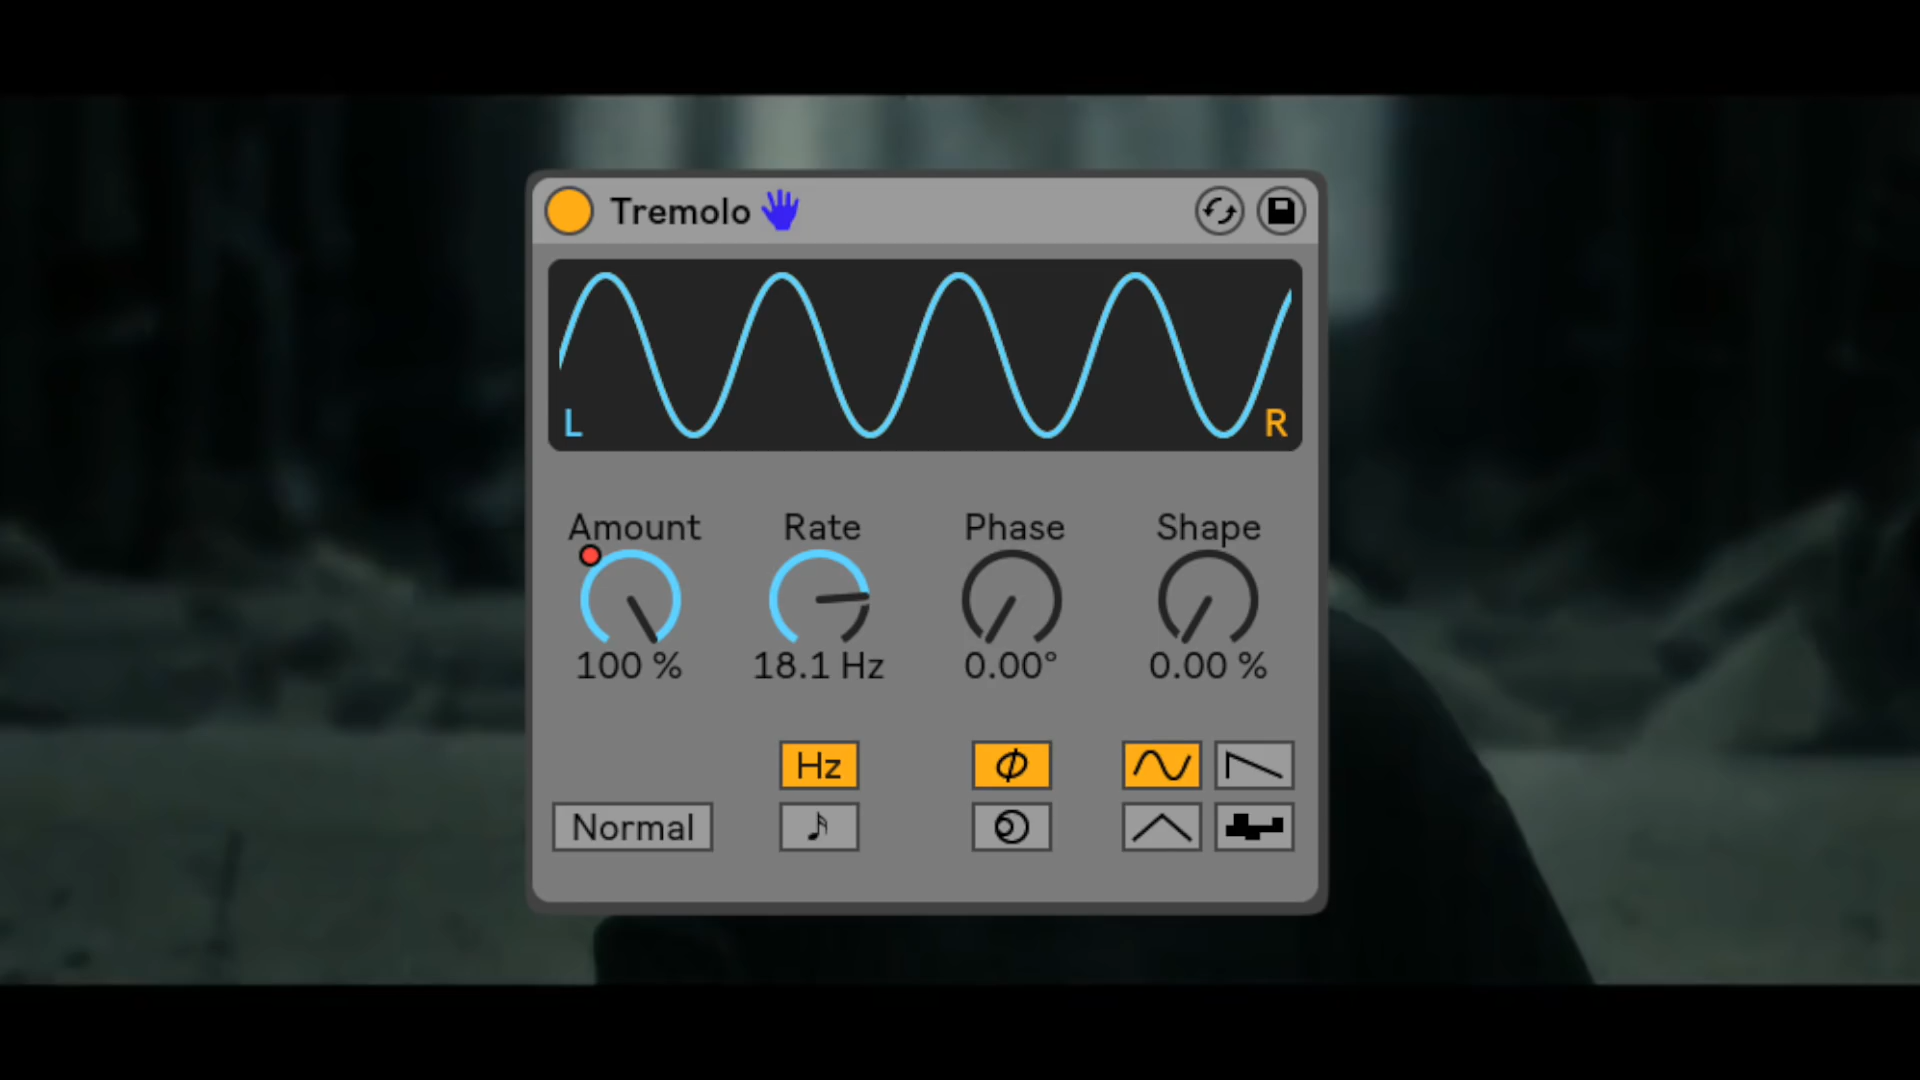 Tremolo
L
R
Amount Rate Phase Shape
100 % 18.1 Hz 0.00° 0.00 %
Hz ϕ
Normal